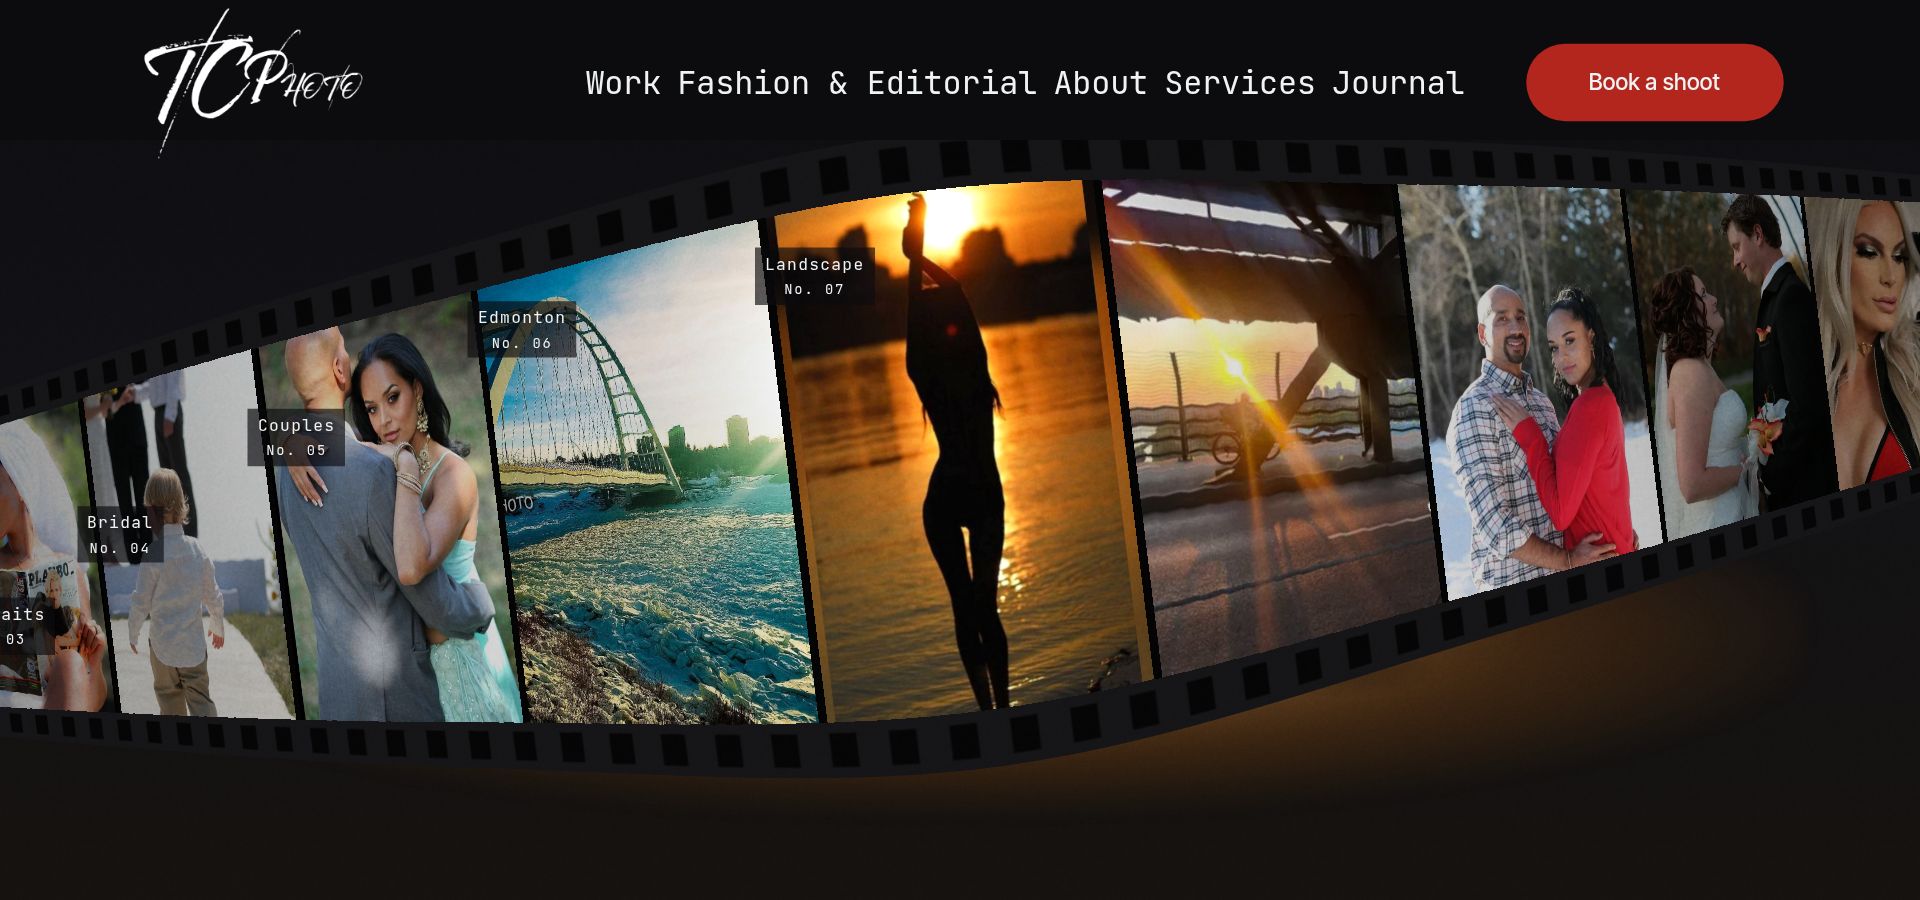 TCPHOTO
Work Fashion & Editorial About Services Journal
Book a shoot
Landscape
No. 07
Edmonton
No. 06
Couples
No. 05
Bridal
No. 04
aits
03
HOTO